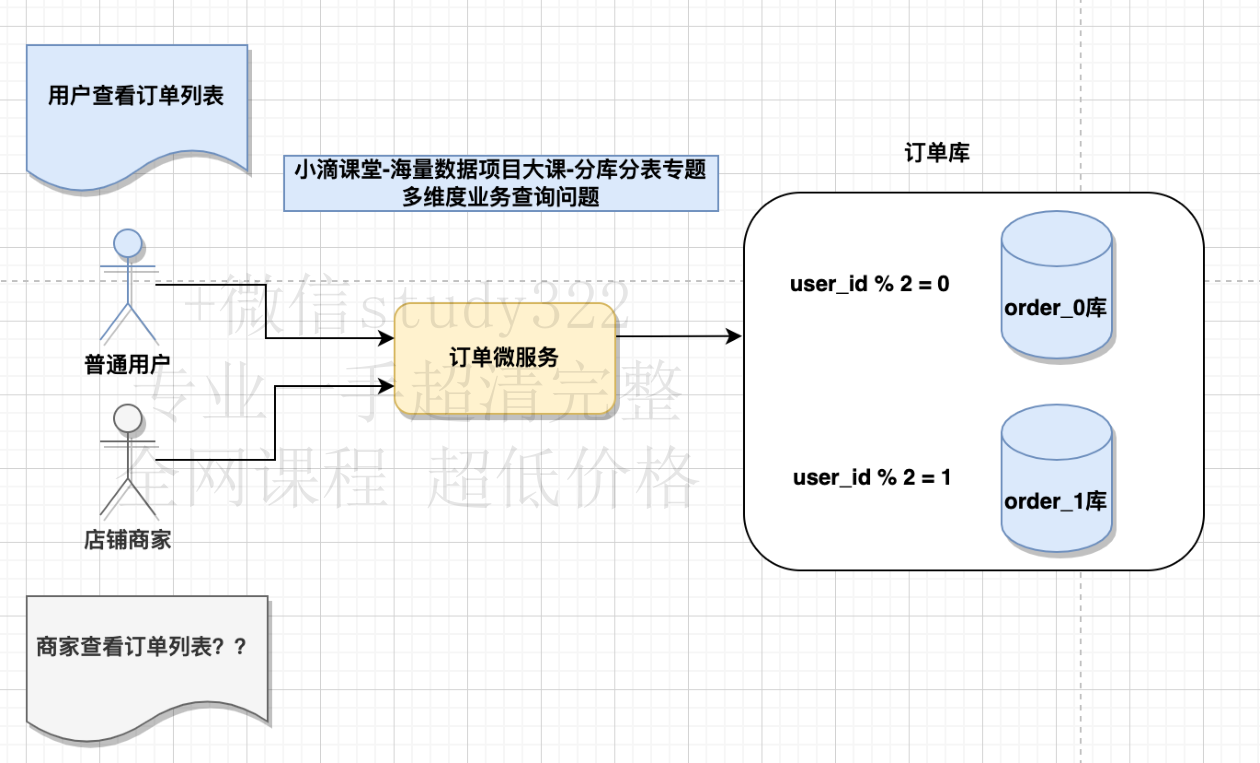 用户查看订单列表
小滴课堂-海量数据项目大课-分库分表专题
多维度业务查询问题
订单库
user_id % 2 = 0
order_0库
+微信study322
普通用户
订单微服务
专业一手超清完整
全网课程 超低价格
user_id % 2 = 1
order_1库
店铺商家
商家查看订单列表？？